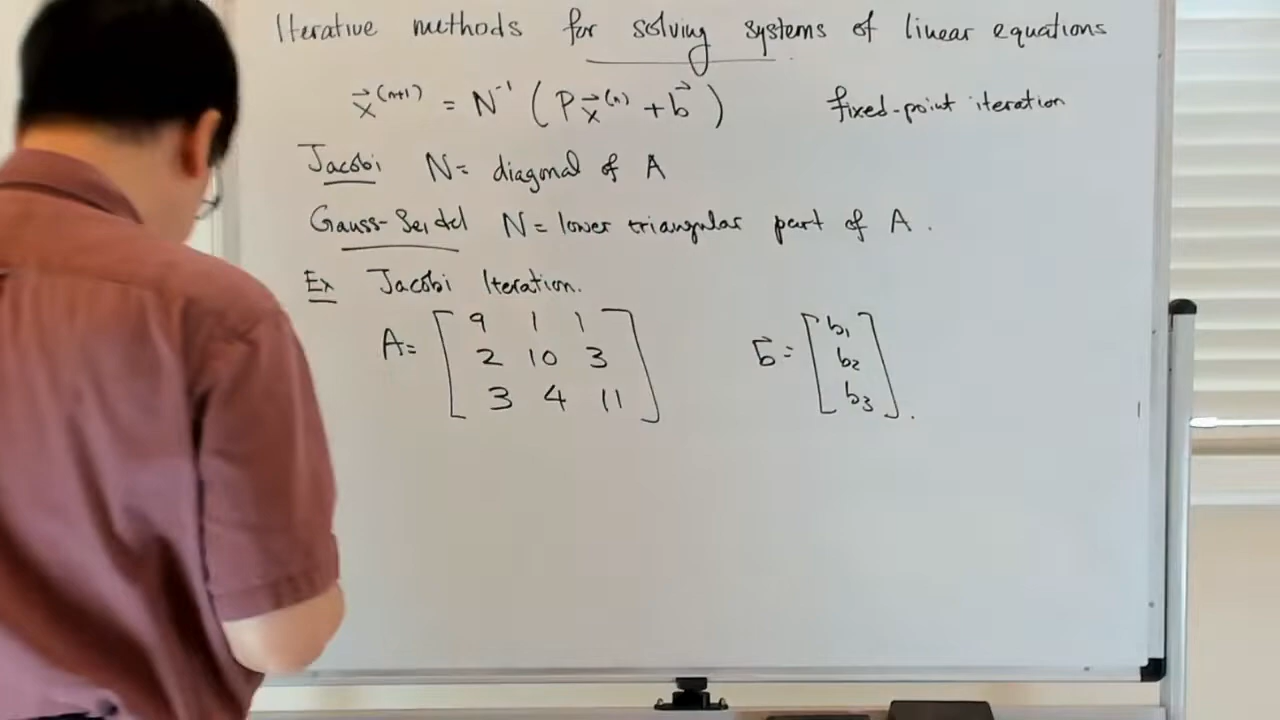 Iterative methods for solving systems of linear equations
x⃗⁽ⁿ⁺¹⁾ = N⁻¹ ( P x⃗⁽ⁿ⁾ + b⃗ ) fixed-point iteration
Jacobi N = diagonal of A
Gauss-Seidel N = lower triangular part of A .
Ex Jacobi Iteration.
A = [ 9 1 1 b⃗ = [ b₁
2 10 3 b₂
3 4 11 ] b₃ ] .